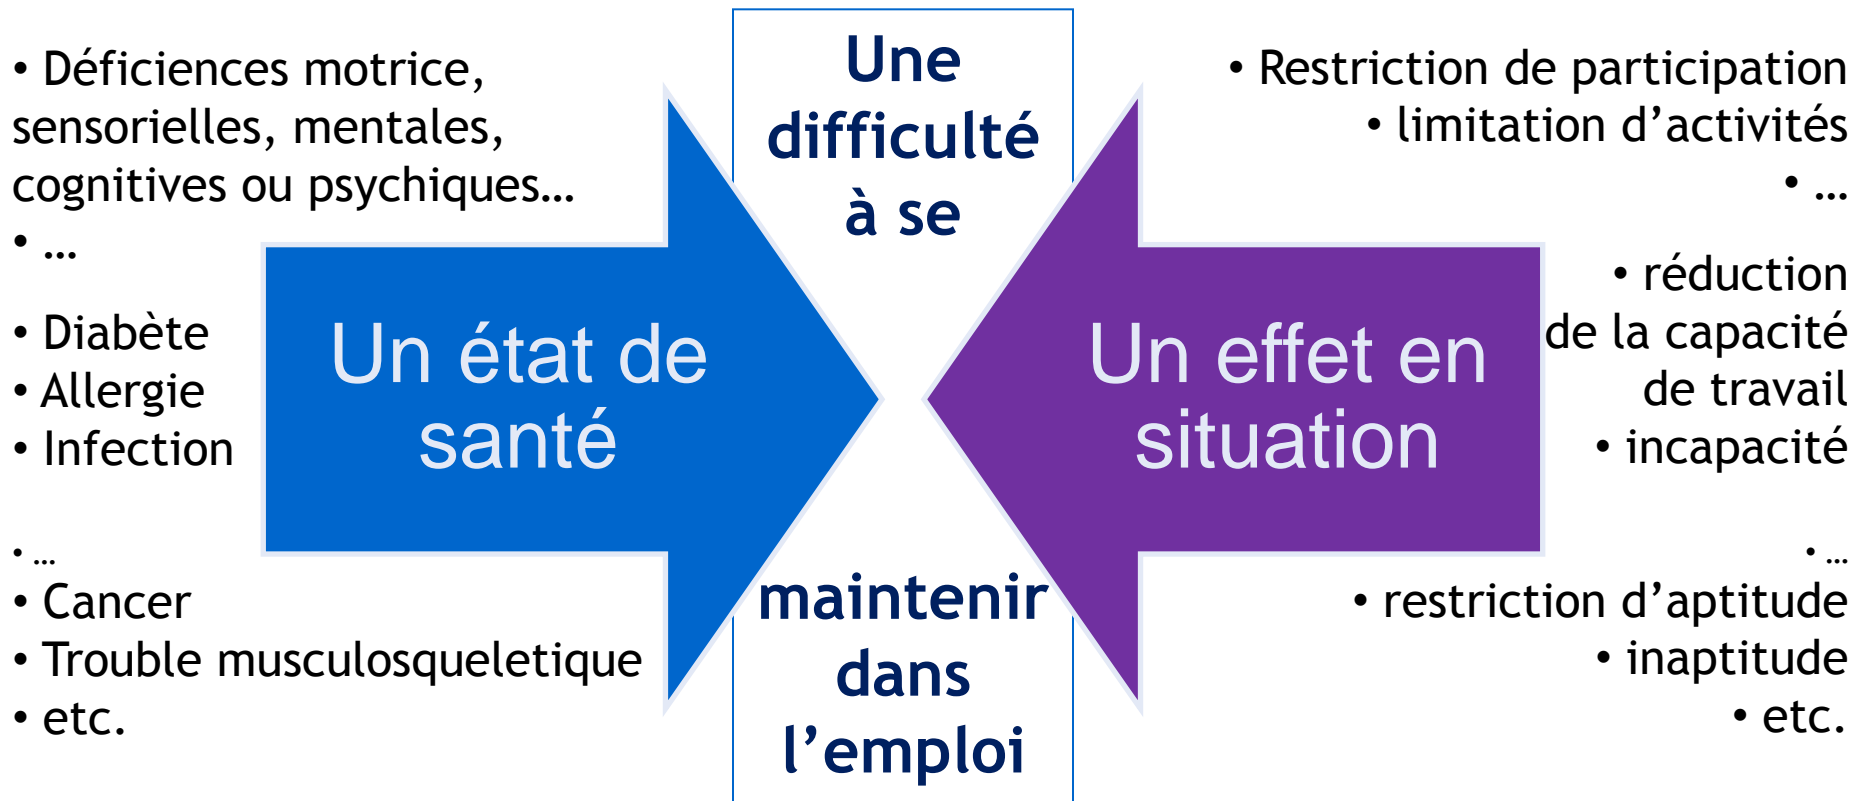 • Déficiences motrice,
sensorielles, mentales,
cognitives ou psychiques…
• …
• Diabète
• Allergie
• Infection
• …
• Cancer
• Trouble musculosqueletique
• etc.
Un état de
santé
Une
difficulté
à se
maintenir
dans
l’emploi
Un effet en
situation
• Restriction de participation
• limitation d’activités
• …
• réduction
de la capacité
de travail
• incapacité
• …
• restriction d’aptitude
• inaptitude
• etc.